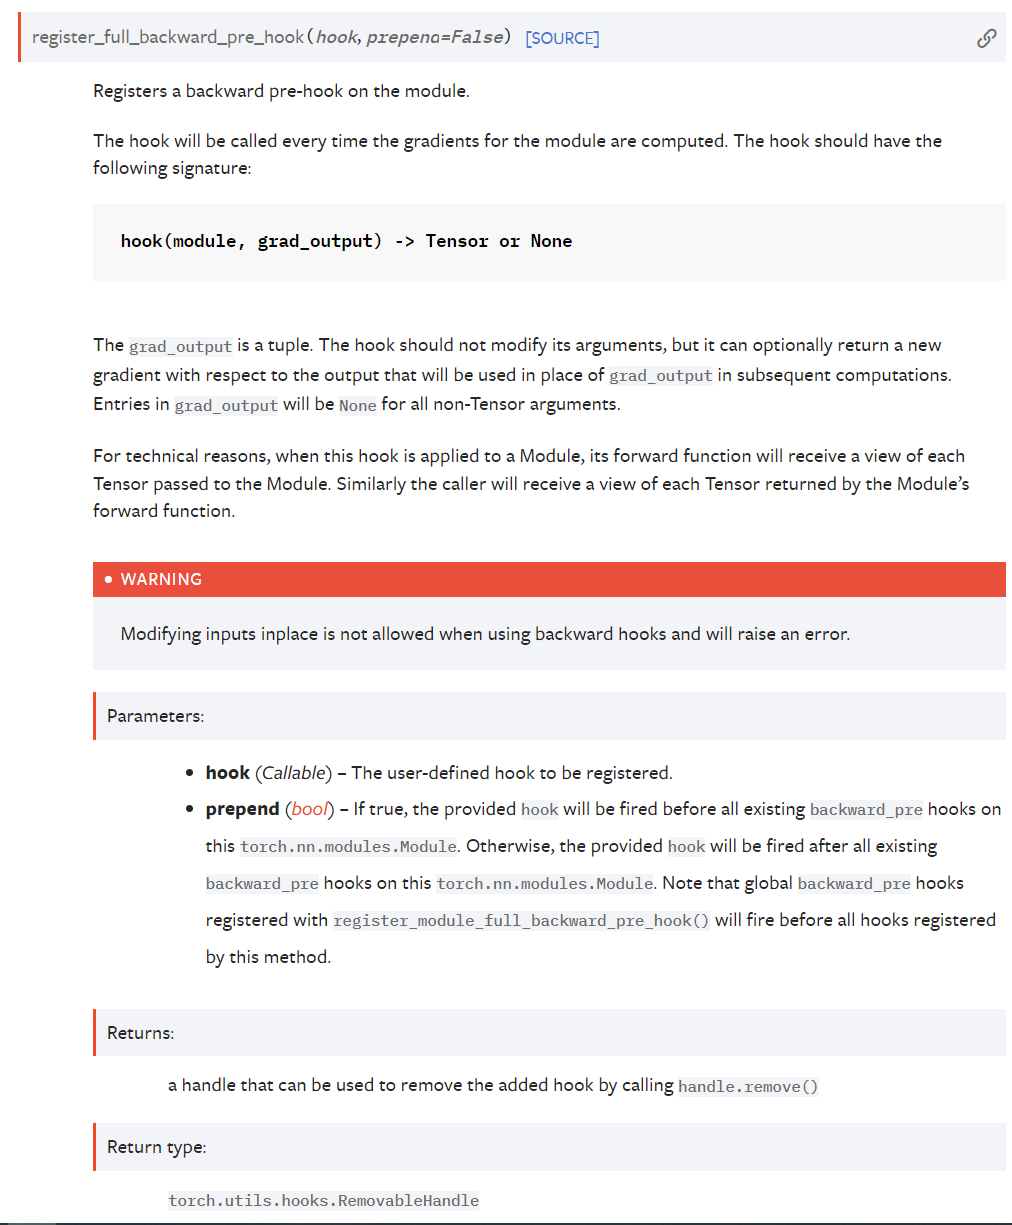 register_full_backward_pre_hook(hook, prepend=False) [SOURCE]
Registers a backward pre-hook on the module.
The hook will be called every time the gradients for the module are computed. The hook should have the
following signature:
hook(module, grad_output) -> Tensor or None
The grad_output is a tuple. The hook should not modify its arguments, but it can optionally return a new
gradient with respect to the output that will be used in place of grad_output in subsequent computations.
Entries in grad_output will be None for all non-Tensor arguments.
For technical reasons, when this hook is applied to a Module, its forward function will receive a view of each
Tensor passed to the Module. Similarly the caller will receive a view of each Tensor returned by the Module’s
forward function.
• WARNING
Modifying inputs inplace is not allowed when using backward hooks and will raise an error.
Parameters:
• hook (Callable) – The user-defined hook to be registered.
• prepend (bool) – If true, the provided hook will be fired before all existing backward_pre hooks on
this torch.nn.modules.Module. Otherwise, the provided hook will be fired after all existing
backward_pre hooks on this torch.nn.modules.Module. Note that global backward_pre hooks
registered with register_module_full_backward_pre_hook() will fire before all hooks registered
by this method.
Returns:
a handle that can be used to remove the added hook by calling handle.remove()
Return type:
torch.utils.hooks.RemovableHandle